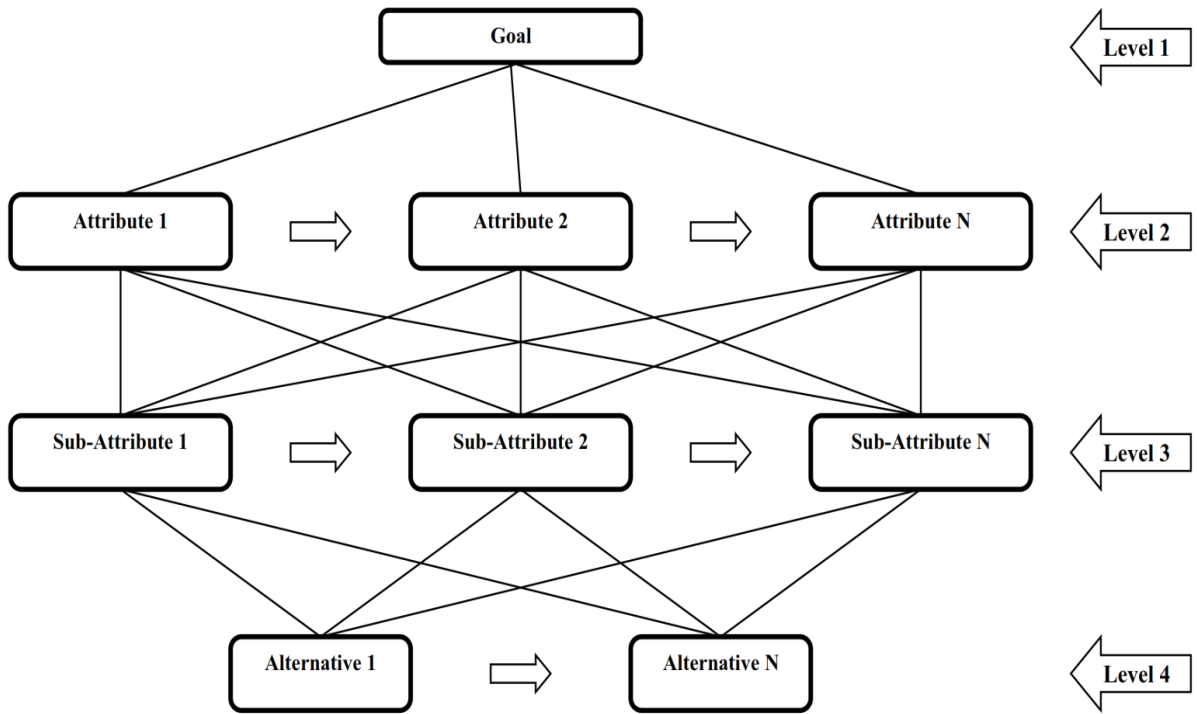 Goal
Level 1
Attribute 1
Attribute 2
Attribute N
Level 2
Sub-Attribute 1
Sub-Attribute 2
Sub-Attribute N
Level 3
Alternative 1
Alternative N
Level 4